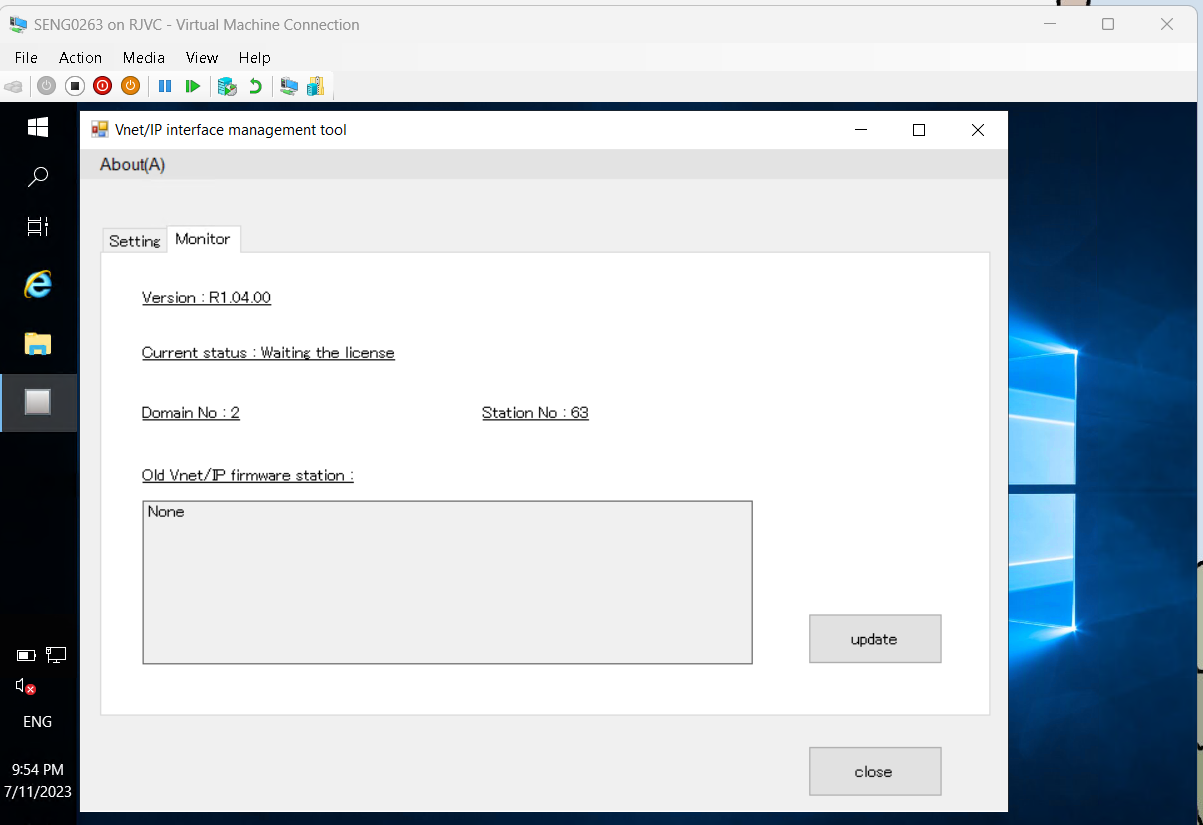 SENG0263 on RJVC - Virtual Machine Connection
File Action Media View Help
Vnet/IP interface management tool
About(A)
Setting Monitor
Version : R1.04.00
Current status : Waiting the license
Domain No : 2 Station No : 63
Old Vnet/IP firmware station :
None
update
close
ENG
9:54 PM
7/11/2023